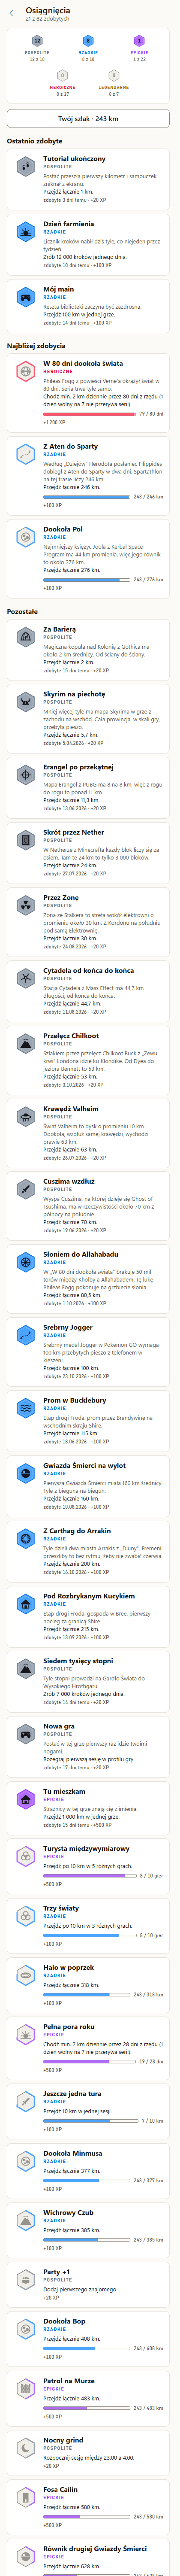 Osiągnięcia
21 z 82 zdobytych
12
POSPOLITE
12 z 18
8
RZADKIE
8 z 18
1
EPICKIE
1 z 22
0
HEROICZNE
0 z 17
0
LEGENDARNE
0 z 7
Twój szlak · 243 km
Ostatnio zdobyte
Tutorial ukończony
POSPOLITE
Postać przeszła pierwszy kilometr i samouczek
zniknął z ekranu.
Przejdź łącznie 1 km.
zdobyte 3 dni temu · +20 XP
Dzień farmienia
RZADKIE
Licznik kroków nabił dziś tyle, co niejeden przez
tydzień.
Zrób 12 000 kroków jednego dnia.
zdobyte 10 dni temu · +100 XP
Mój main
RZADKIE
Reszta biblioteki zaczyna być zazdrosna.
Przejdź 100 km w jednej grze.
zdobyte 14 dni temu · +100 XP
Najbliżej zdobycia
W 80 dni dookoła świata
HEROICZNE
Phileas Fogg z powieści Verne'a okrążył świat w
80 dni. Seria trwa tyle samo.
Chodź min. 2 km dziennie przez 80 dni z rzędu (1
dzień wolny na 7 nie przerywa serii).
79 / 80 dni
+1 200 XP
Z Aten do Sparty
RZADKIE
Według „Dziejów” Herodota posłaniec Filippides
dobiegł z Aten do Sparty w dwa dni. Spartathlon
na tej trasie liczy 246 km.
Przejdź łącznie 246 km.
243 / 246 km
+100 XP
Dookoła Pol
RZADKIE
Najmniejszy księżyc Joola z Kerbal Space
Program ma 44 km promienia, więc jego równik
to około 276 km.
Przejdź łącznie 276 km.
243 / 276 km
+100 XP
Pozostałe
Za Barierą
POSPOLITE
Magiczna kopuła nad Kolonią z Gothica ma
około 2 km średnicy. Od ściany do ściany.
Przejdź łącznie 2 km.
zdobyte 15 dni temu · +20 XP
Skyrim na piechotę
POSPOLITE
Mniej więcej tyle ma mapa Skyrima w grze z
zachodu na wschód. Cała prowincja, w skali gry,
przebyta pieszo.
Przejdź łącznie 5,7 km.
zdobyte 5.06.2026 · +20 XP
Erangel po przekątnej
POSPOLITE
Mapa Erangel z PUBG ma 8 na 8 km, więc z rogu
do rogu to ponad 11 km.
Przejdź łącznie 11,3 km.
zdobyte 13.06.2026 · +20 XP
Skrót przez Nether
POSPOLITE
W Netherze z Minecrafta każdy blok liczy się za
osiem. Tam te 24 km to tylko 3 000 bloków.
Przejdź łącznie 24 km.
zdobyte 27.07.2026 · +20 XP
Przez Zonę
POSPOLITE
Zona ze Stalkera to strefa wokół elektrowni o
promieniu około 30 km. Z Kordonu na południu
pod samą Elektrownię.
Przejdź łącznie 30 km.
zdobyte 24.08.2026 · +20 XP
Cytadela od końca do końca
POSPOLITE
Stacja Cytadela z Mass Effect ma 44,7 km
długości, od końca do końca.
Przejdź łącznie 44,7 km.
zdobyte 11.08.2026 · +20 XP
Przełęcz Chilkoot
POSPOLITE
Szlakiem przez przełęcz Chilkoot Buck z „Zewu
krwi” Londona idzie ku Klondike. Od Dyea do
jeziora Bennett to 53 km.
Przejdź łącznie 53 km.
zdobyte 3.10.2026 · +20 XP
Krawędź Valheim
POSPOLITE
Świat Valheim to dysk o promieniu 10 km.
Dookoła, wzdłuż samej krawędzi, wychodzi
prawie 63 km.
Przejdź łącznie 63 km.
zdobyte 26.07.2026 · +20 XP
Cuszima wzdłuż
POSPOLITE
Wyspa Cuszima, na której dzieje się Ghost of
Tsushima, ma w rzeczywistości około 70 km z
północy na południe.
Przejdź łącznie 70 km.
zdobyte 19.06.2026 · +20 XP
Słoniem do Allahabadu
RZADKIE
W „W 80 dni dookoła świata” brakuje 50 mil
torów między Kholby a Allahabadem. Tę lukę
Phileas Fogg pokonuje na grzbiecie słonia.
Przejdź łącznie 80,5 km.
zdobyte 1.10.2026 · +100 XP
Srebrny Jogger
RZADKIE
Srebrny medal Jogger w Pokémon GO wymaga
100 km przebytych pieszo z telefonem w
kieszeni.
Przejdź łącznie 100 km.
zdobyte 23.10.2026 · +100 XP
Prom w Bucklebury
RZADKIE
Etap drogi Froda: prom przez Brandywinę na
wschodnim skraju Shire.
Przejdź łącznie 115 km.
zdobyte 18.06.2026 · +100 XP
Gwiazda Śmierci na wylot
RZADKIE
Pierwsza Gwiazda Śmierci miała 160 km średnicy.
Tyle z bieguna na biegun.
Przejdź łącznie 160 km.
zdobyte 10.08.2026 · +100 XP
Z Carthag do Arrakin
RZADKIE
Tyle dzieli dwa miasta Arrakis z „Diuny”. Fremeni
przeszliby to bez rytmu, żeby nie zwabić czerwia.
Przejdź łącznie 200 km.
zdobyte 16.10.2026 · +100 XP
Pod Rozbrykanym Kucykiem
RZADKIE
Etap drogi Froda: gospoda w Bree, pierwszy
nocleg za granicą Shire.
Przejdź łącznie 215 km.
zdobyte 13.09.2026 · +100 XP
Siedem tysięcy stopni
POSPOLITE
Tyle stopni prowadzi na Gardło Świata do
Wysokiego Hrothgaru.
Zrób 7 000 kroków jednego dnia.
zdobyte 14 dni temu · +20 XP
Nowa gra
POSPOLITE
Postać w tej grze pierwszy raz idzie twoimi
nogami.
Rozegraj pierwszą sesję w profilu gry.
zdobyte 17 dni temu · +20 XP
Tu mieszkam
EPICKIE
Strażnicy w tej grze znają cię z imienia.
Przejdź 1 000 km w jednej grze.
zdobyte 15 dni temu · +500 XP
Turysta międzywymiarowy
EPICKIE
Przejdź po 10 km w 5 różnych grach.
+500 XP
Trzy światy
RZADKIE
Przejdź po 10 km w 3 różnych grach.
+100 XP
Halo w poprzek
RZADKIE
Przejdź łącznie 318 km.
243 / 318 km
+100 XP
Pełna pora roku
EPICKIE
Chodź min. 2 km dziennie przez 28 dni z rzędu (1
dzień wolny na 7 nie przerywa serii).
19 / 28 dni
+500 XP
Jeszcze jedna tura
RZADKIE
Przejdź 10 km w jednej sesji.
7 / 10 km
+100 XP
Dookoła Minmusa
RZADKIE
Przejdź łącznie 377 km.
243 / 377 km
+100 XP
Wichrowy Czub
RZADKIE
Przejdź łącznie 385 km.
243 / 385 km
+100 XP
Party +1
POSPOLITE
Dodaj pierwszego znajomego.
+20 XP
Dookoła Bop
RZADKIE
Przejdź łącznie 408 km.
243 / 408 km
+100 XP
Patrol na Murze
EPICKIE
Przejdź łącznie 483 km.
243 / 483 km
+500 XP
Nocny grind
POSPOLITE
Rozpocznij sesję między 23:00 a 4:00.
+20 XP
Fosa Cailin
EPICKIE
Przejdź łącznie 580 km.
243 / 580 km
+500 XP
Równik drugiej Gwiazdy Śmierci
RZADKIE
Przejdź łącznie 628 km.